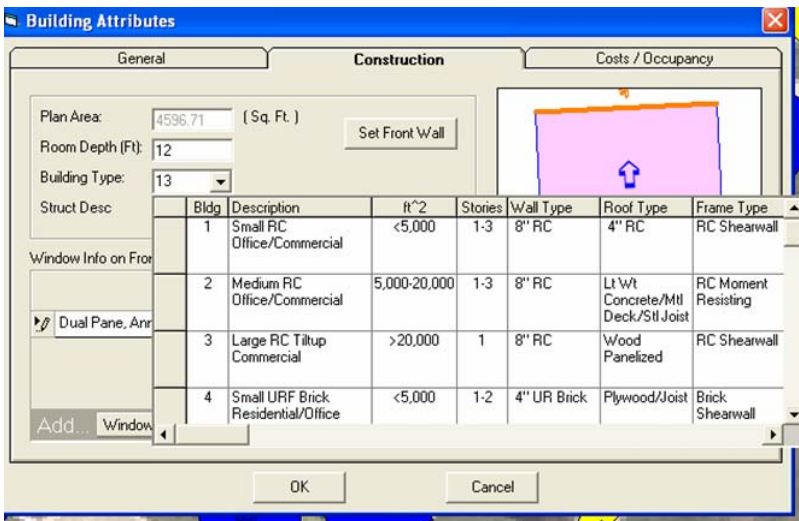 Building Attributes
General Construction Costs / Occupancy
Plan Area: 4596.71 ( Sq. Ft. ) Set Front Wall
Room Depth (Ft): 12
Building Type: 13
Struct Desc
Window Info on Fron
Dual Pane, Ann
Add... Window
Bldg Description ft^2 Stories Wall Type Roof Type Frame Type
1 Small RC <5,000 1-3 8" RC 4" RC RC Shearwall
Office/Commercial
2 Medium RC 5,000-20,000 1-3 8" RC Lt Wt RC Moment
Office/Commercial Concrete/Mtl Resisting
Deck/Stl Joist
3 Large RC Tiltup >20,000 1 8" RC Wood RC Shearwall
Commercial Panelized
4 Small URF Brick <5,000 1-2 4" UR Brick Plywood/Joist Brick
Residential/Office Shearwall
OK Cancel